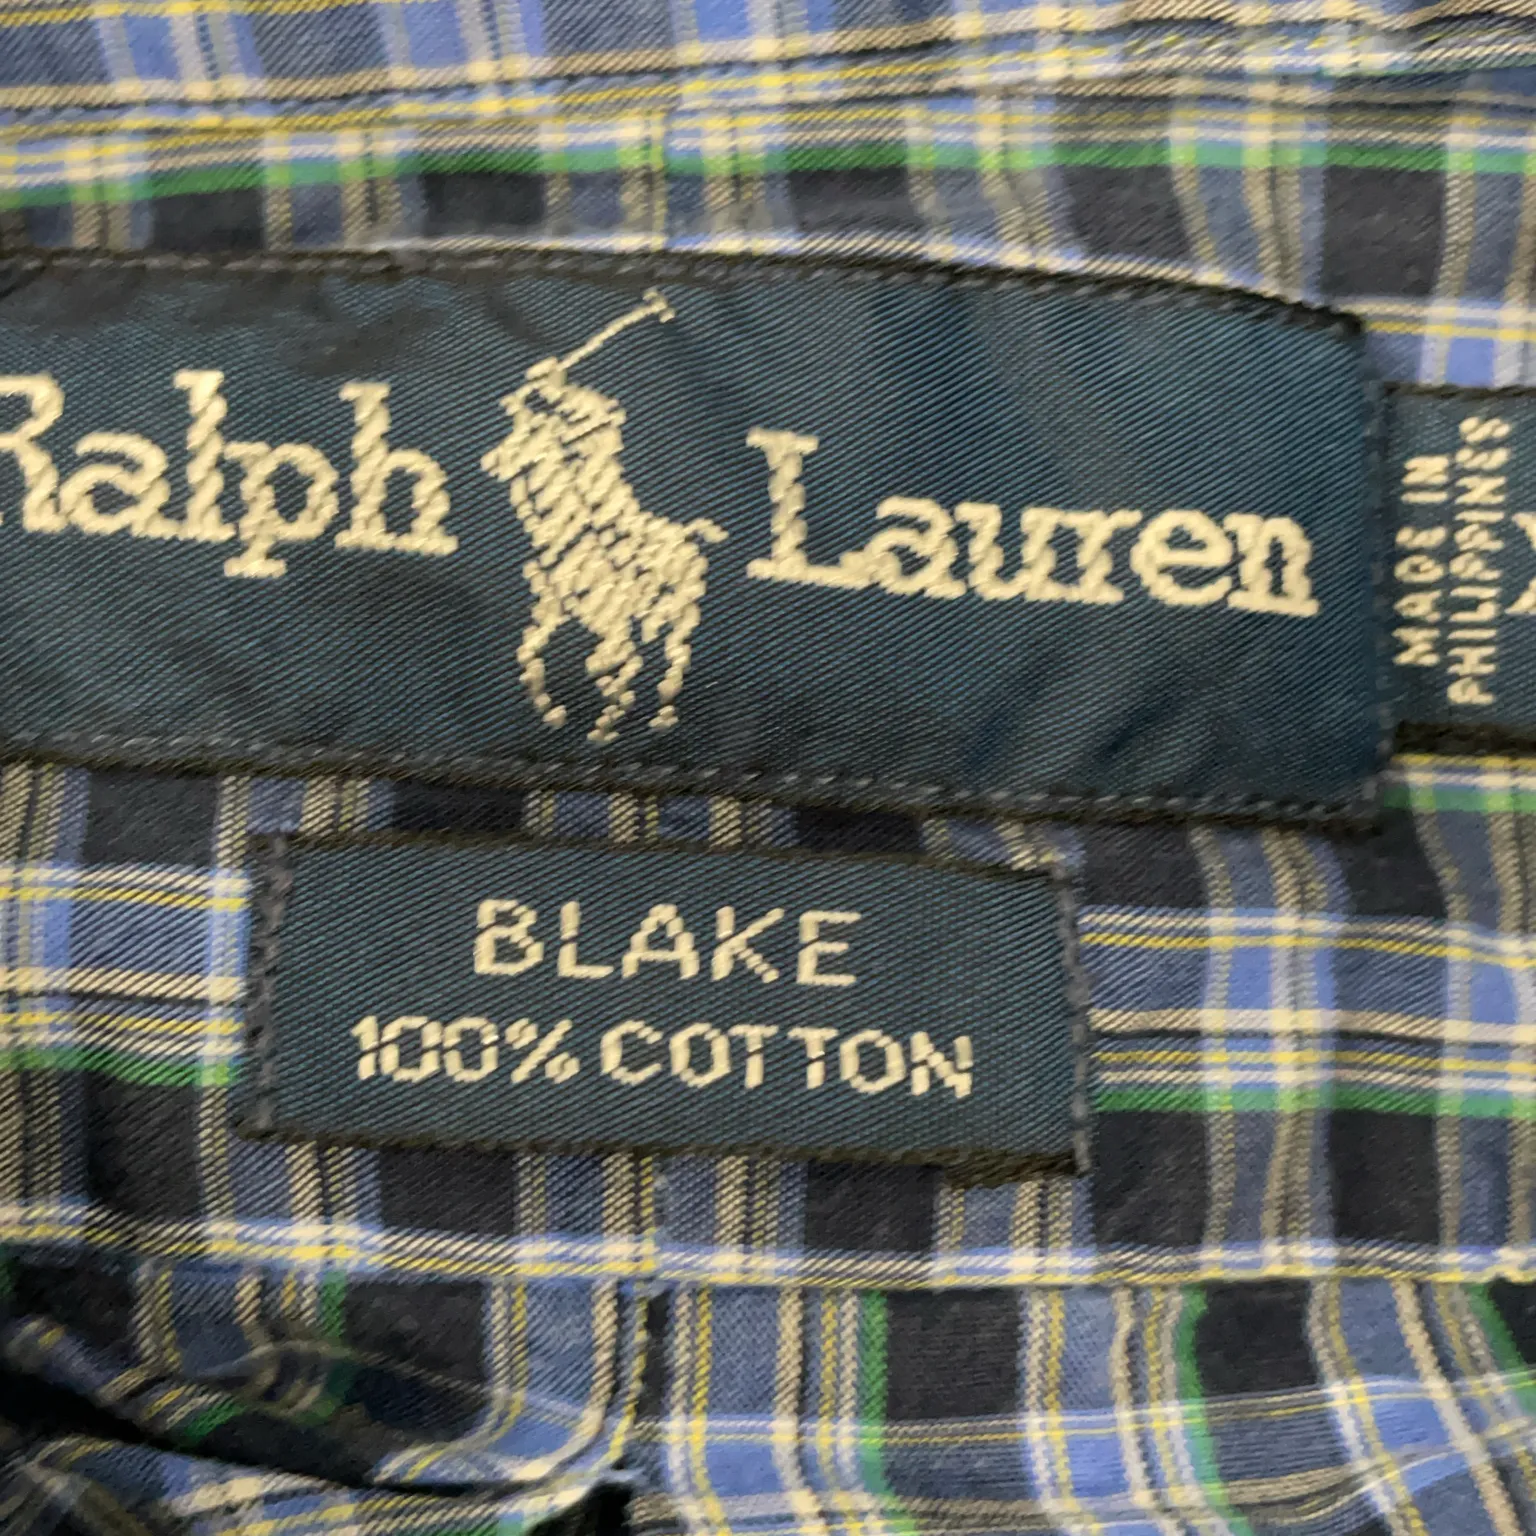 Ralph Lauren
MADE IN
PHILIPPINES
BLAKE
100% COTTON